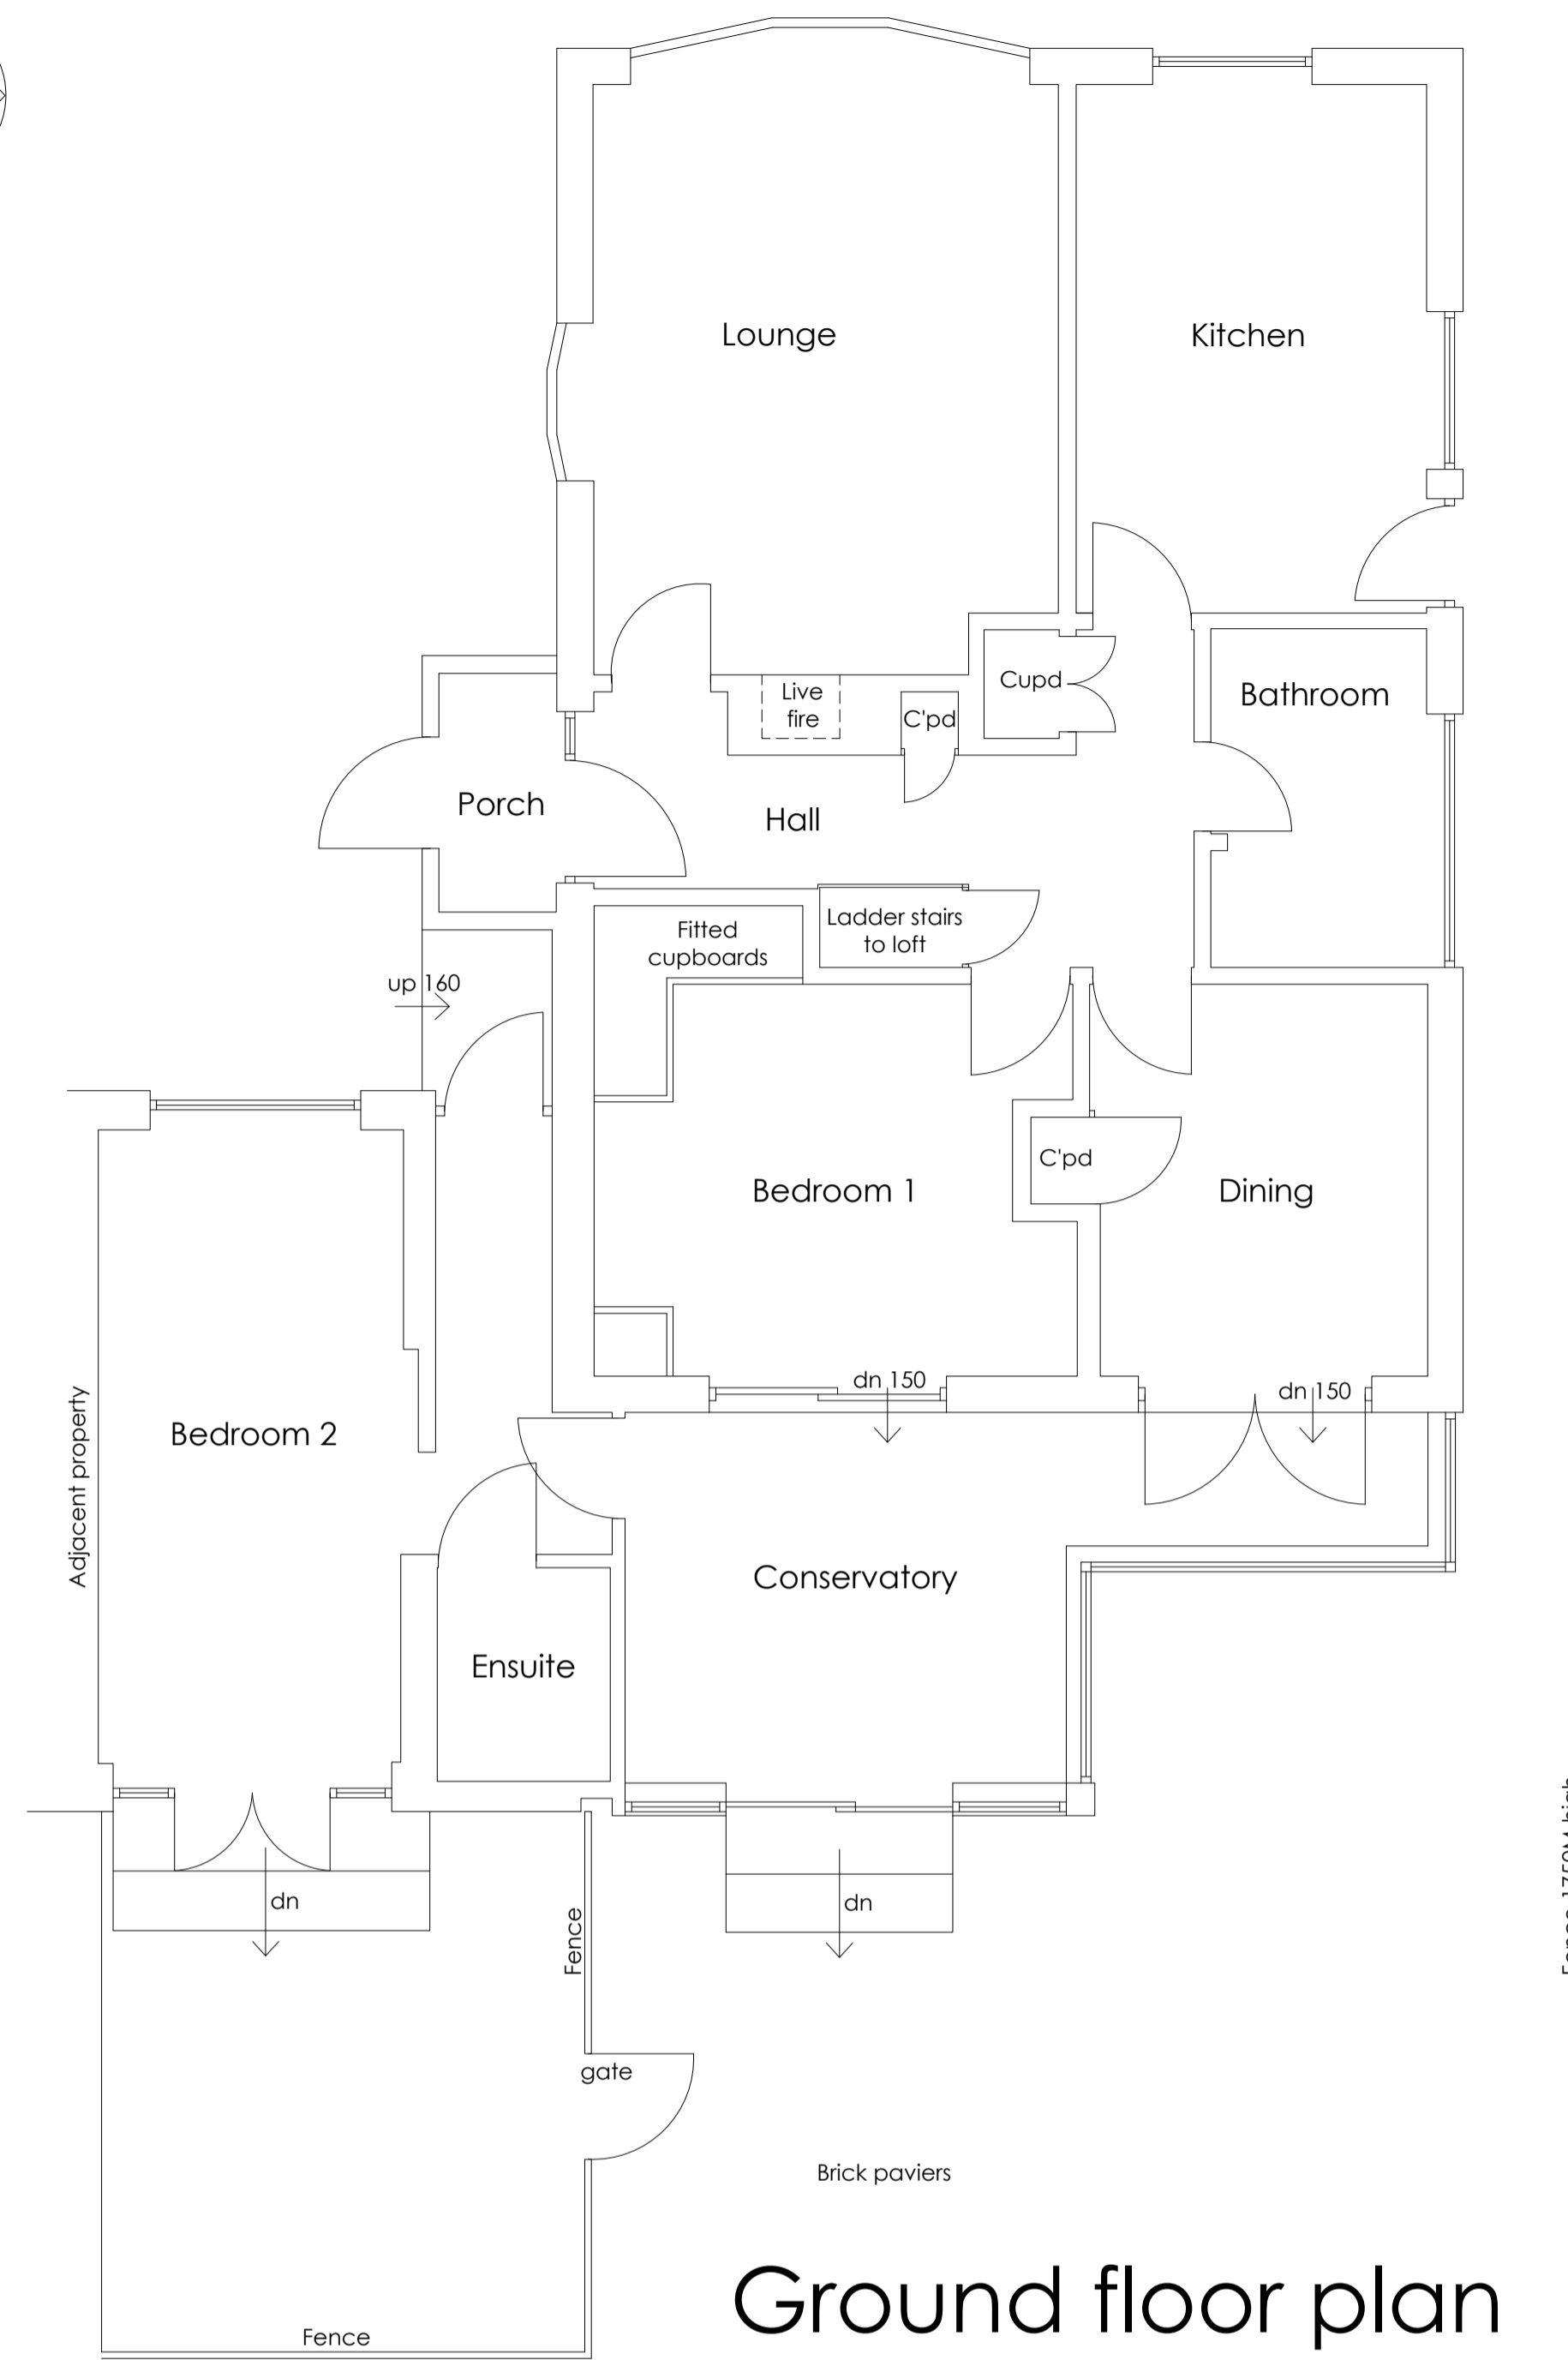 Lounge
Kitchen
Cupd
Bathroom
Live
fire
C'pd
Porch
Hall
Fitted
cupboards
Ladder stairs
to loft
up 160
C'pd
Bedroom 1
Dining
dn 150
dn 150
Adjacent property
Bedroom 2
Conservatory
Ensuite
dn
dn
Fence
gate
Brick paviers
Ground floor plan
Fence